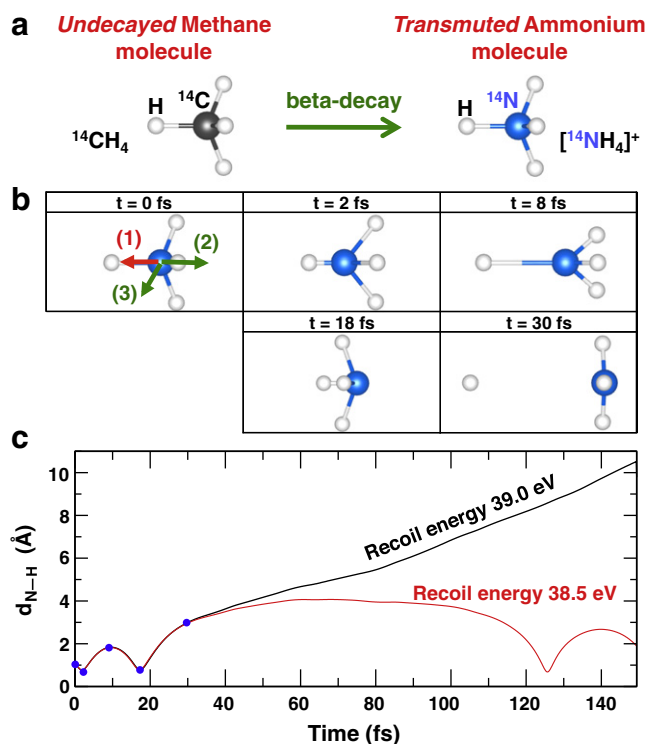 a
Undecayed Methane
molecule
Transmuted Ammonium
molecule
H
¹⁴C
¹⁴CH₄
beta-decay
H
¹⁴N
[¹⁴NH₄]⁺
b
t = 0 fs
t = 2 fs
t = 8 fs
(1)
(2)
(3)
t = 18 fs
t = 30 fs
c
10
8
6
4
2
0
d_N–H (Å)
Recoil energy 39.0 eV
Recoil energy 38.5 eV
0 20 40 60 80 100 120 140
Time (fs)